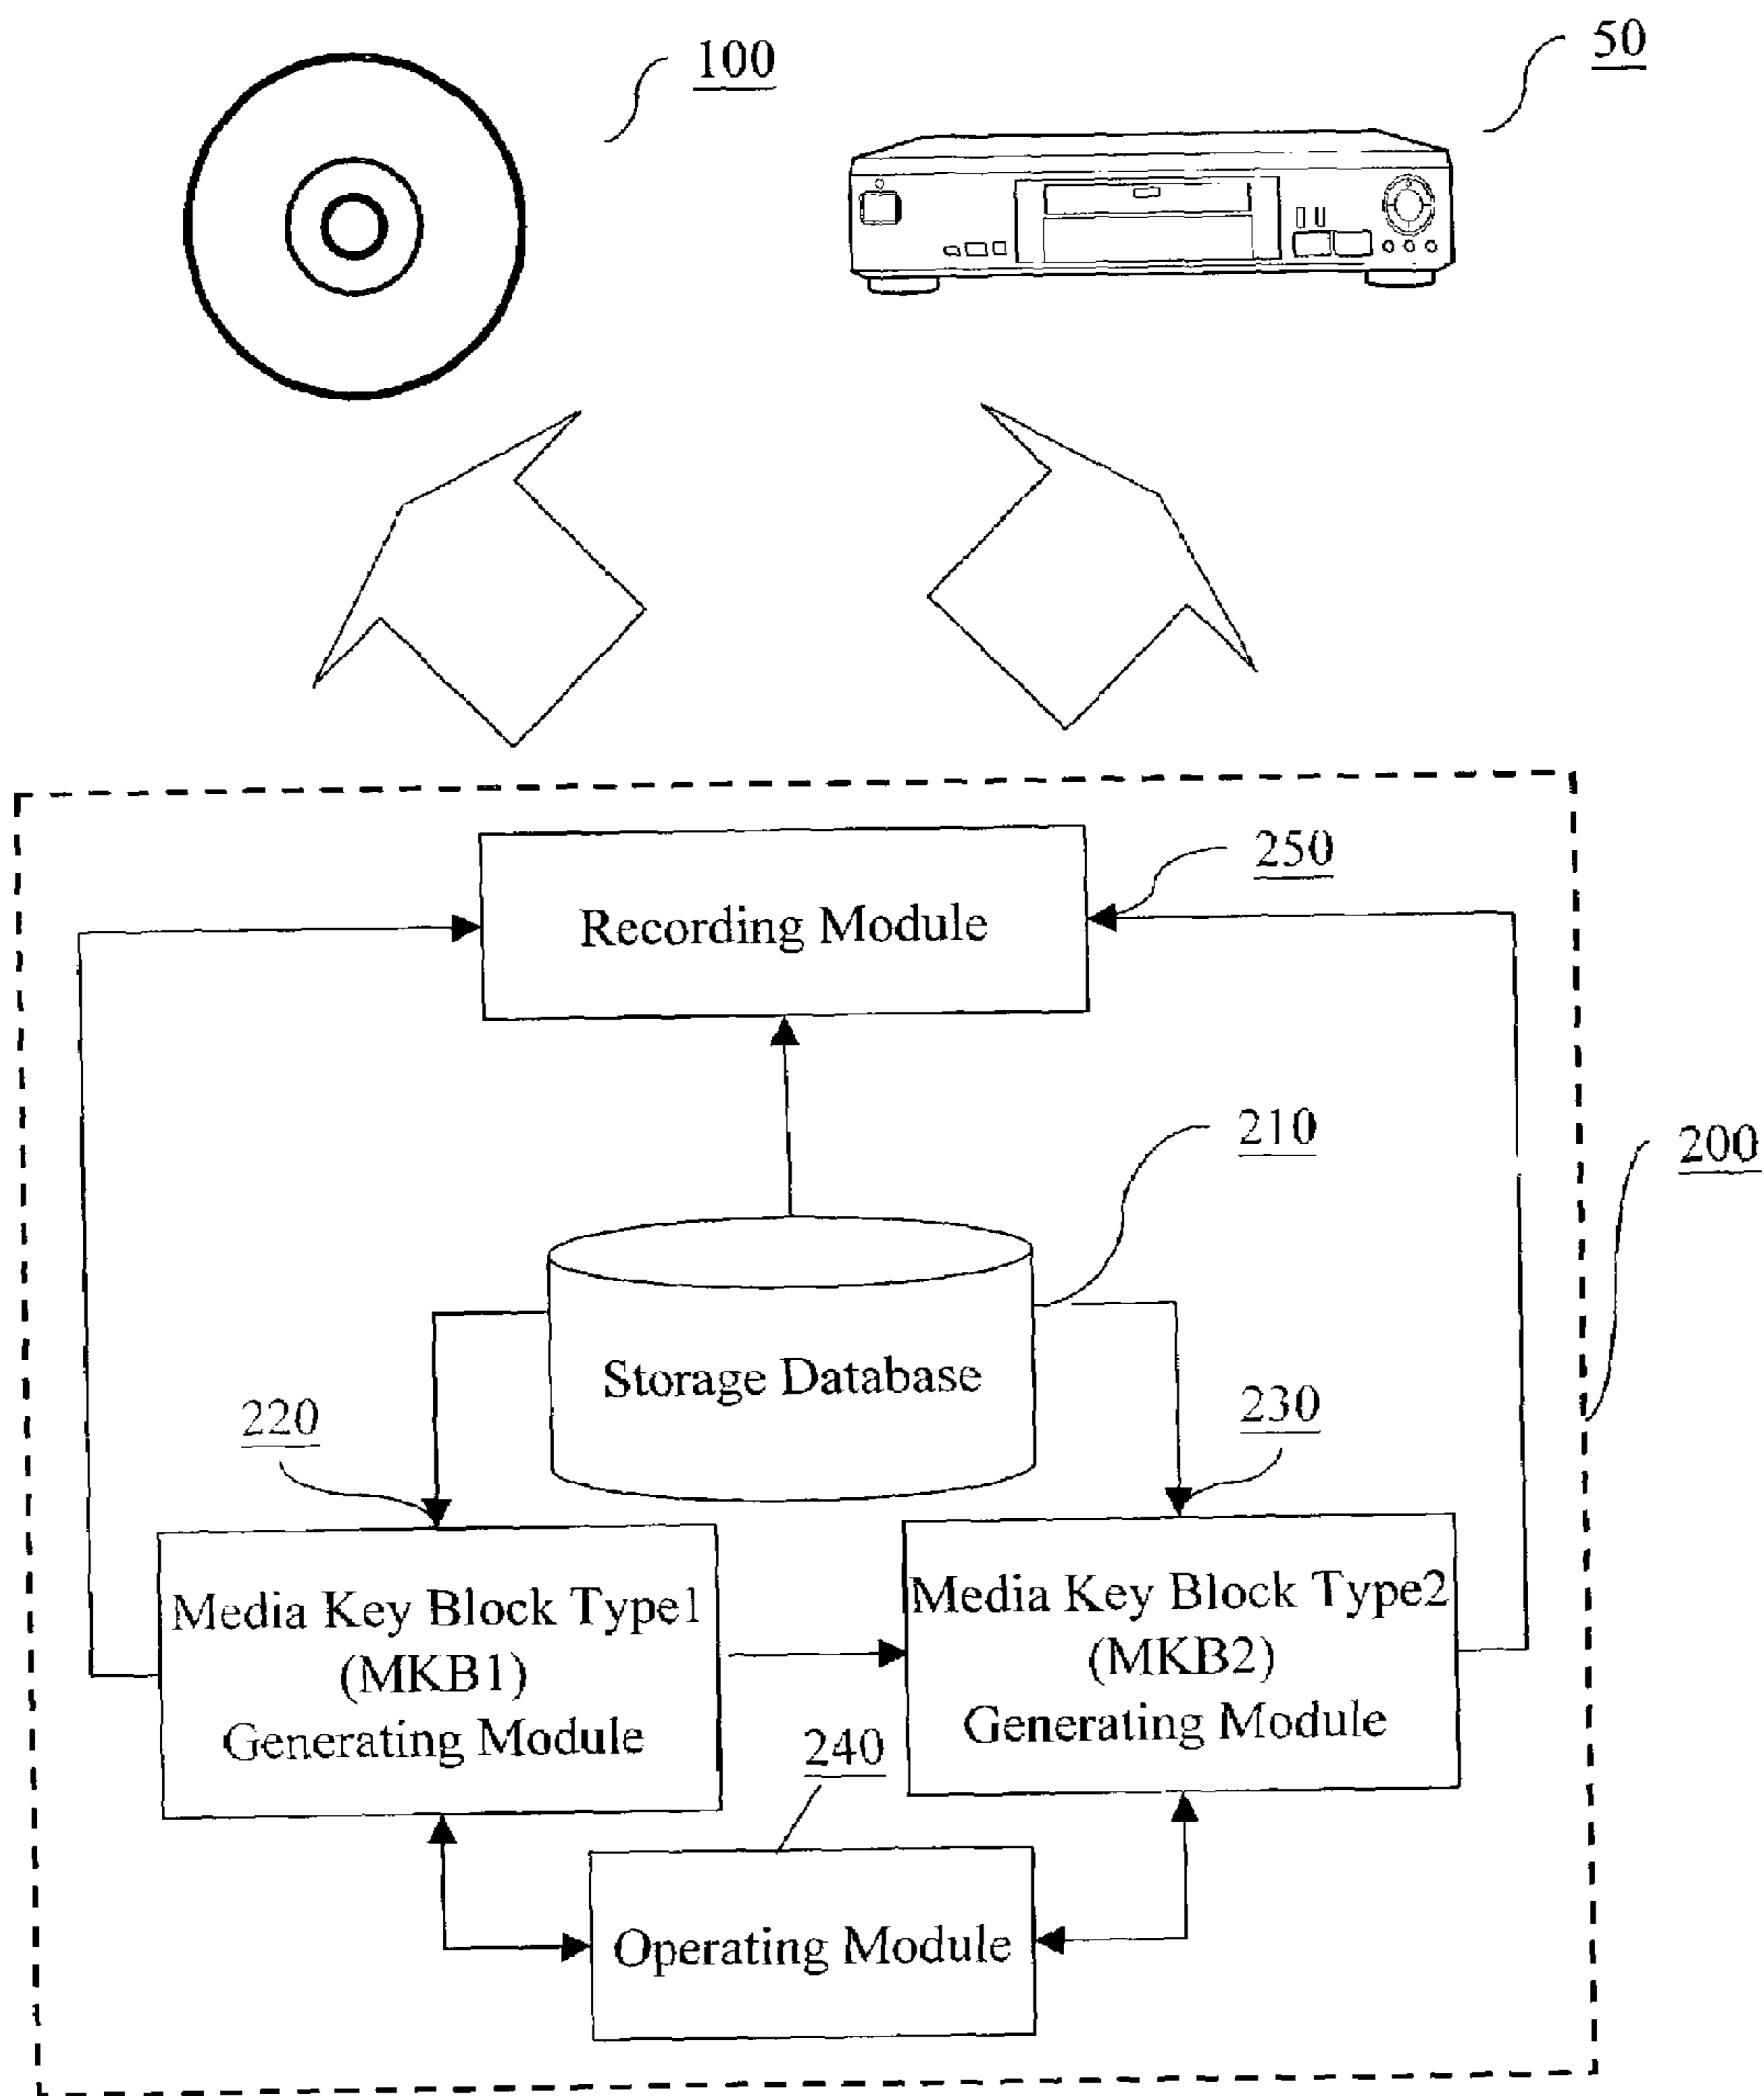 100
50
250
Recording Module
210
200
Storage Database
220
230
Media Key Block Type1
(MKB1)
Generating Module
Media Key Block Type2
(MKB2)
Generating Module
240
Operating Module